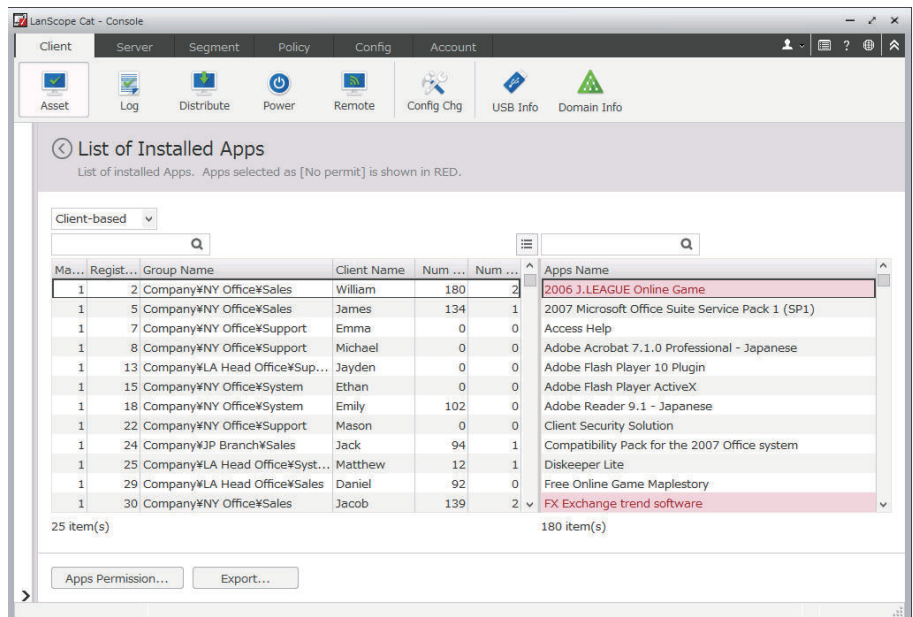 LanScope Cat - Console
Client Server Segment Policy Config Account ?
Asset Log Distribute Power Remote Config Chg USB Info Domain Info
List of Installed Apps
List of installed Apps. Apps selected as [No permit] is shown in RED.
Client-based
Ma... Regist... Group Name Client Name Num ... Num ... Apps Name
1 2 Company¥NY Office¥Sales William 180 2 2006 J.LEAGUE Online Game
1 5 Company¥NY Office¥Sales James 134 1 2007 Microsoft Office Suite Service Pack 1 (SP1)
1 7 Company¥NY Office¥Support Emma 0 0 Access Help
1 8 Company¥NY Office¥Support Michael 0 0 Adobe Acrobat 7.1.0 Professional - Japanese
1 13 Company¥LA Head Office¥Sup... Jayden 0 0 Adobe Flash Player 10 Plugin
1 15 Company¥NY Office¥System Ethan 0 0 Adobe Flash Player ActiveX
1 18 Company¥NY Office¥System Emily 102 0 Adobe Reader 9.1 - Japanese
1 22 Company¥NY Office¥Support Mason 0 0 Client Security Solution
1 24 Company¥JP Branch¥Sales Jack 94 1 Compatibility Pack for the 2007 Office system
1 25 Company¥LA Head Office¥Syst... Matthew 12 1 Diskeeper Lite
1 29 Company¥LA Head Office¥Sales Daniel 92 0 Free Online Game Maplestory
1 30 Company¥NY Office¥Sales Jacob 139 2 FX Exchange trend software
25 item(s) 180 item(s)
Apps Permission... Export...